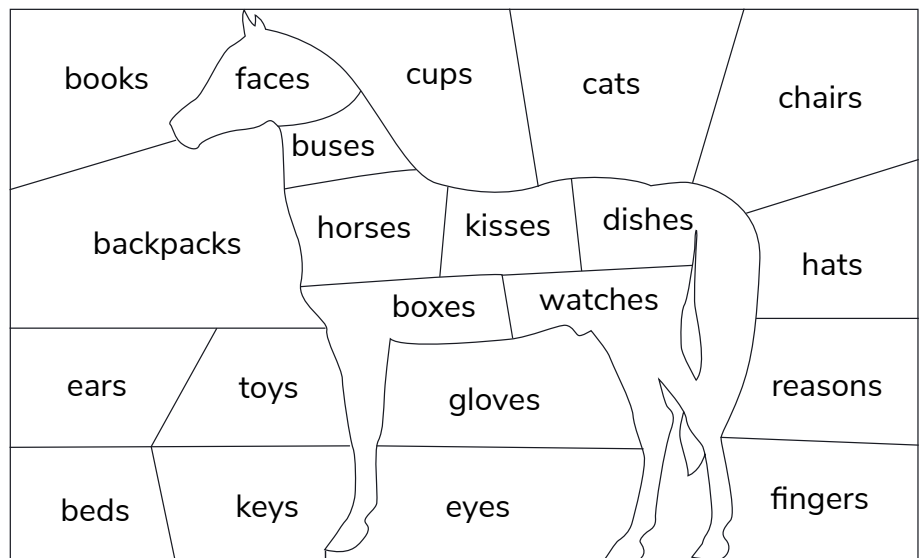 books
faces
cups
cats
chairs
buses
backpacks
horses
kisses
dishes
hats
boxes
watches
ears
toys
gloves
reasons
beds
keys
eyes
fingers